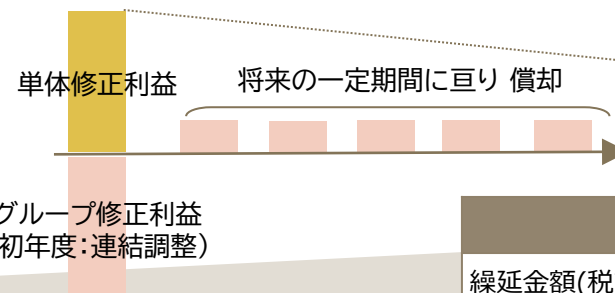 単体修正利益
将来の一定期間に亘り 償却
グループ修正利益
初年度：連結調整）
繰延金額(税